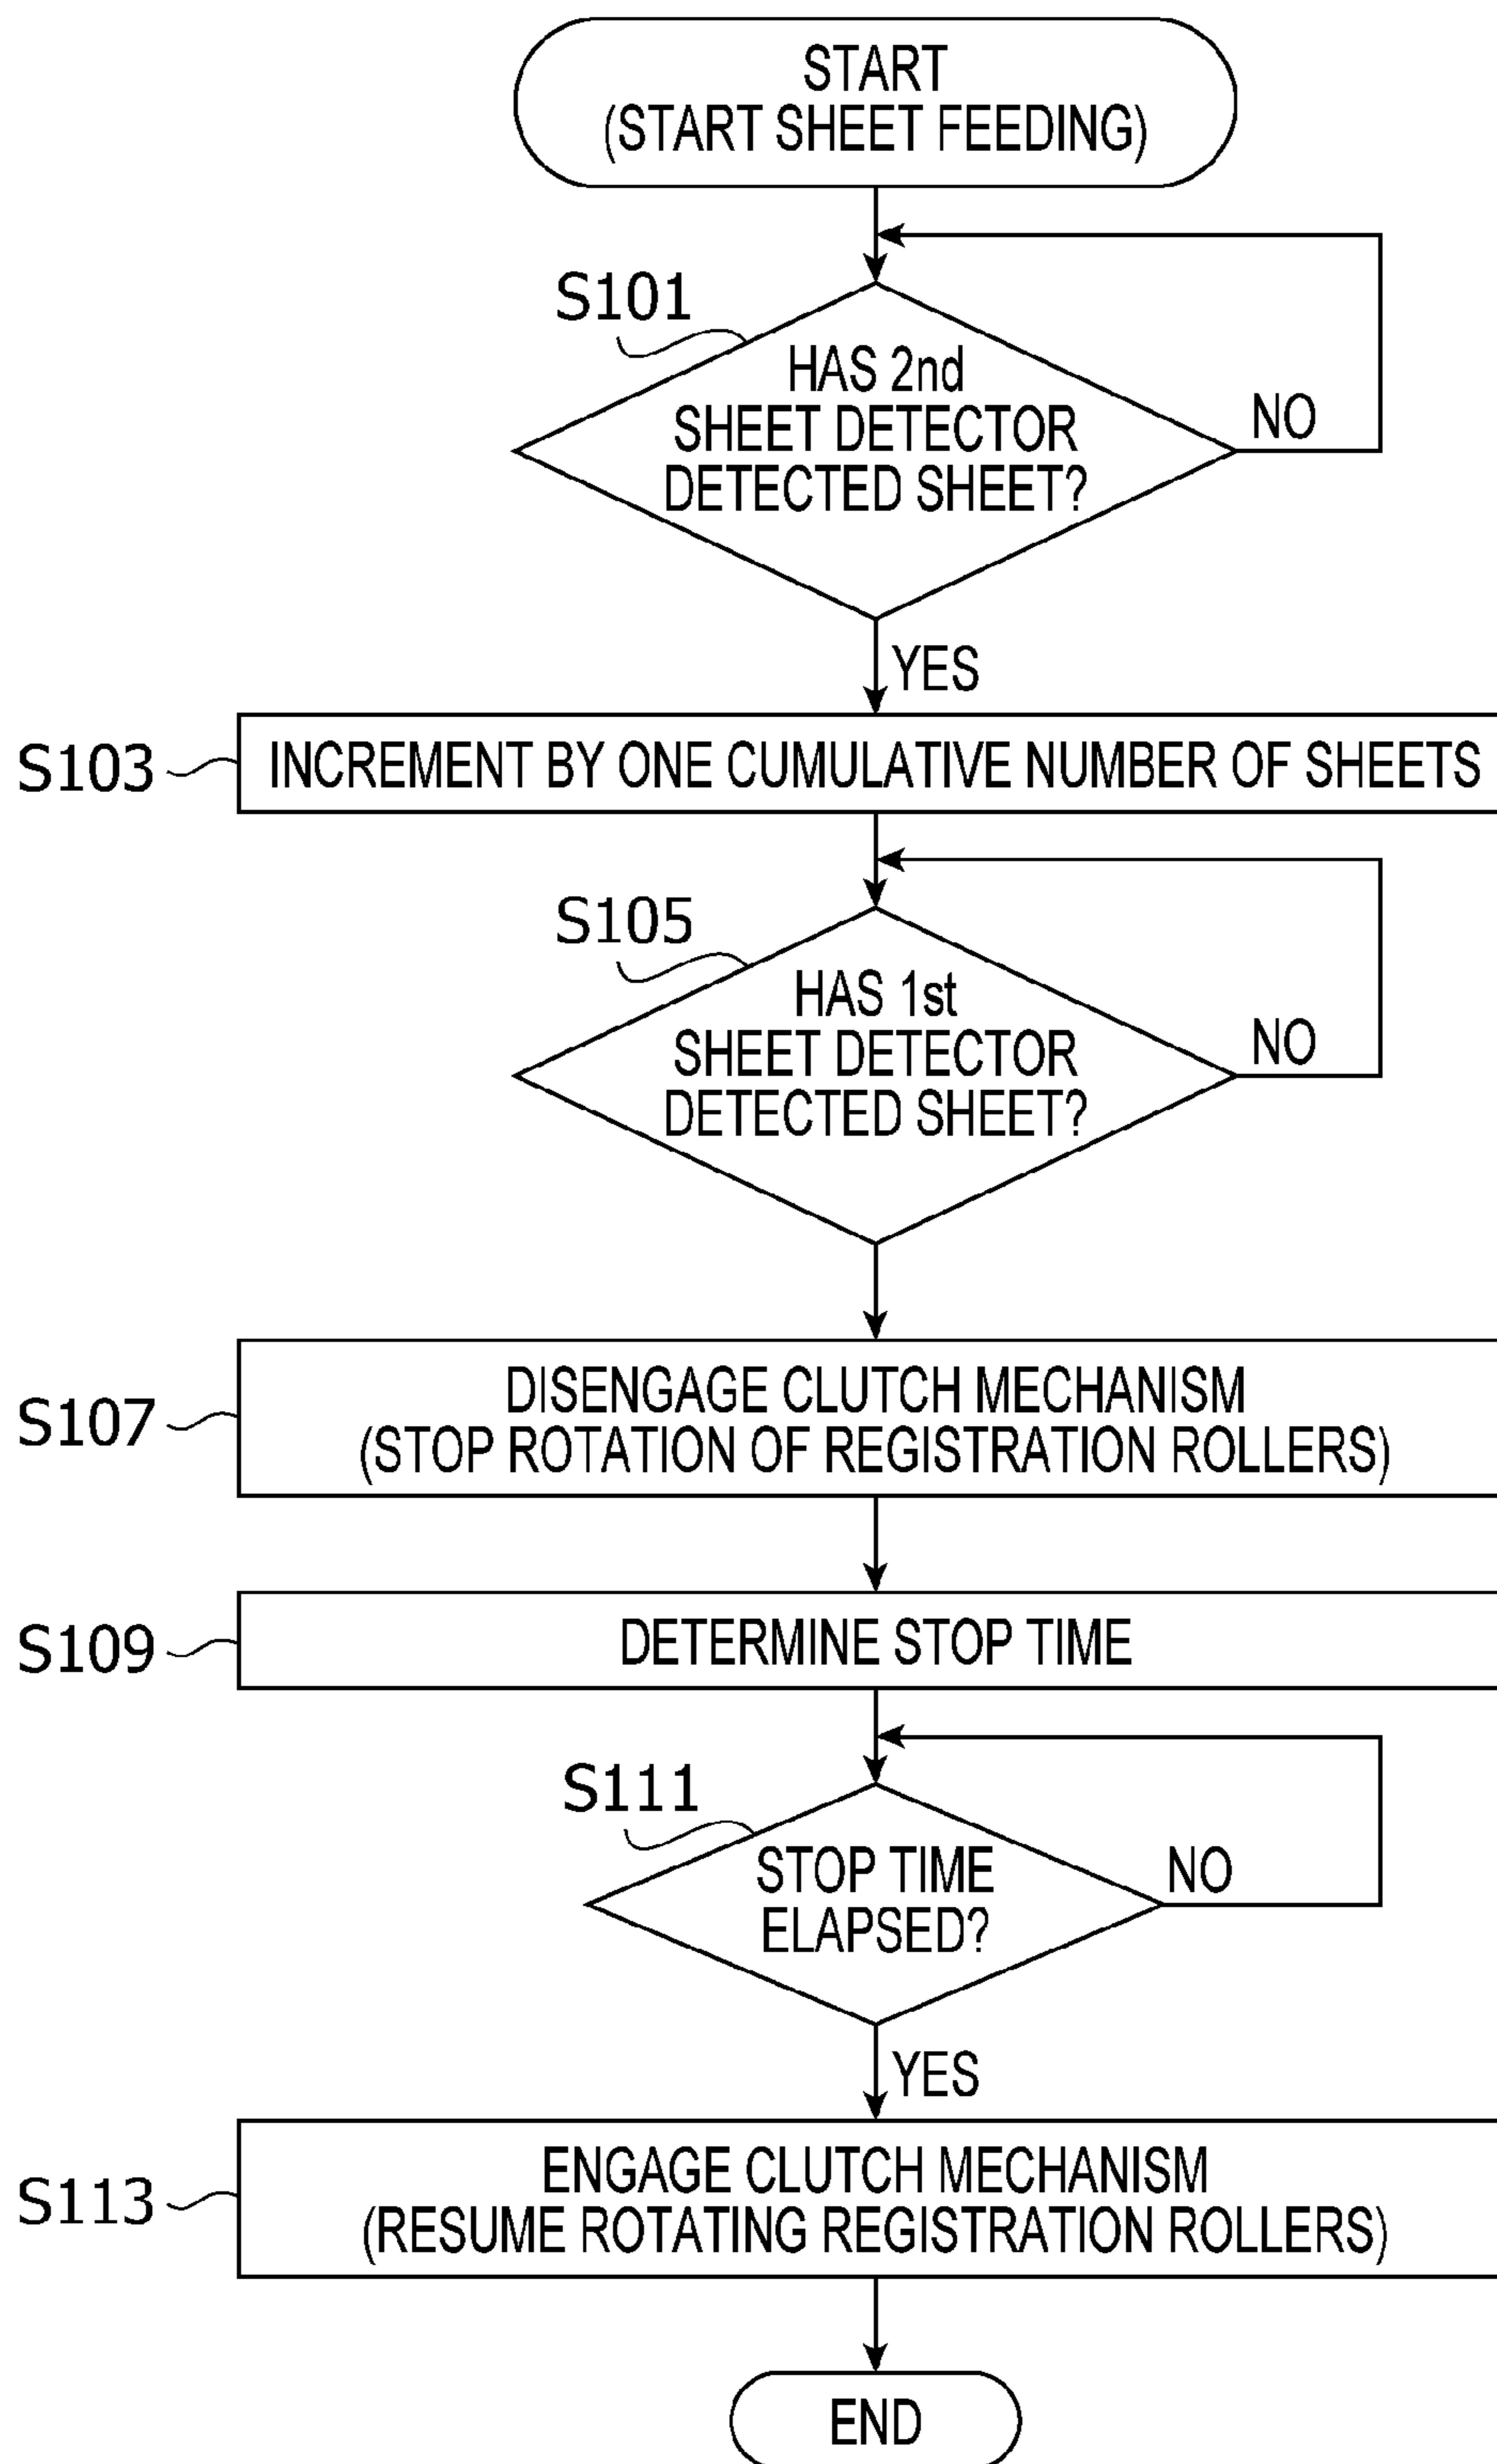 START
(START SHEET FEEDING)
S101
HAS 2nd
SHEET DETECTOR
DETECTED SHEET?
NO
YES
S103
INCREMENT BY ONE CUMULATIVE NUMBER OF SHEETS
S105
HAS 1st
SHEET DETECTOR
DETECTED SHEET?
NO
S107
DISENGAGE CLUTCH MECHANISM
(STOP ROTATION OF REGISTRATION ROLLERS)
S109
DETERMINE STOP TIME
S111
STOP TIME
ELAPSED?
NO
YES
S113
ENGAGE CLUTCH MECHANISM
(RESUME ROTATING REGISTRATION ROLLERS)
END